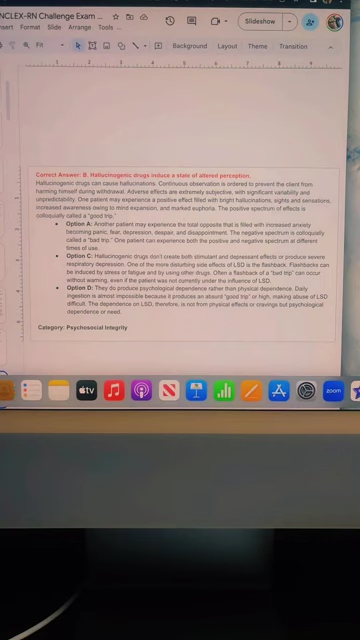 NCLEX-RN Challenge Exam ...
Slideshow
Format Slide Arrange Tools ...
Fit
Background Layout Theme Transition
1 2 3 4 5 6 7 8 9
Correct Answer: B. Hallucinogenic drugs induce a state of altered perception.
Hallucinogenic drugs can cause hallucinations. Continuous observation is ordered to prevent the client from
harming himself during withdrawal. Adverse effects are extremely subjective, with significant variability and
unpredictability. One patient may experience a positive effect filled with bright hallucinations, sights and sensations,
increased awareness owing to mind expansion, and marked euphoria. The positive spectrum of effects is
colloquially called a "good trip."
• Option A: Another patient may experience the total opposite that is filled with increased anxiety
becoming panic, fear, depression, despair, and disappointment. The negative spectrum is colloquially
called a "bad trip." One patient can experience both the positive and negative spectrum at different
times of use.
• Option C: Hallucinogenic drugs don't create both stimulant and depressant effects or produce severe
respiratory depression. One of the more disturbing side effects of LSD is the flashback. Flashbacks can
be induced by stress or fatigue and by using other drugs. Often a flashback of a "bad trip" can occur
without warning, even if the patient was not currently under the influence of LSD.
• Option D: They do produce psychological dependence rather than physical dependence. Daily
ingestion is almost impossible because it produces an absurd "good trip" or high, making abuse of LSD
difficult. The dependence on LSD, therefore, is not from physical effects or cravings but psychological
dependence or need.
Category: Psychosocial Integrity
tv
zoom